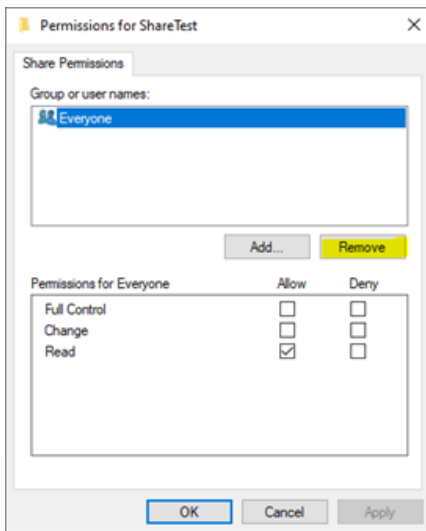 Permissions for ShareTest
Share Permissions
Group or user names:
Everyone
Add... Remove
Permissions for Everyone Allow Deny
Full Control
Change
Read
OK Cancel Apply